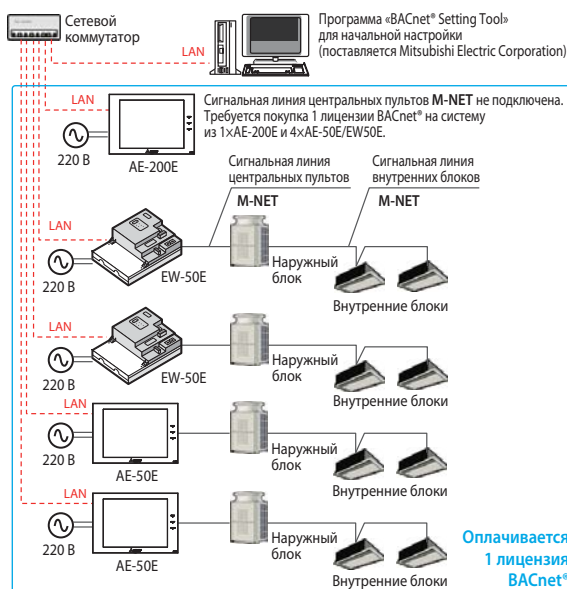 Сетевой
коммутатор
LAN
Программа «BACnet® Setting Tool»
для начальной настройки
(поставляется Mitsubishi Electric Corporation)
LAN
220 В
AE-200E
Сигнальная линия центральных пультов M-NET не подключена.
Требуется покупка 1 лицензии BACnet® на систему
из 1×AE-200E и 4×AE-50E/EW50E.
Сигнальная линия
центральных пультов
M-NET
Сигнальная линия
внутренних блоков
M-NET
LAN
220 В
EW-50E
Наружный
блок
Внутренние блоки
LAN
220 В
EW-50E
Наружный
блок
Внутренние блоки
LAN
220 В
AE-50E
Наружный
блок
Внутренние блоки
LAN
220 В
AE-50E
Наружный
блок
Внутренние блоки
Оплачивается
1 лицензия
BACnet®